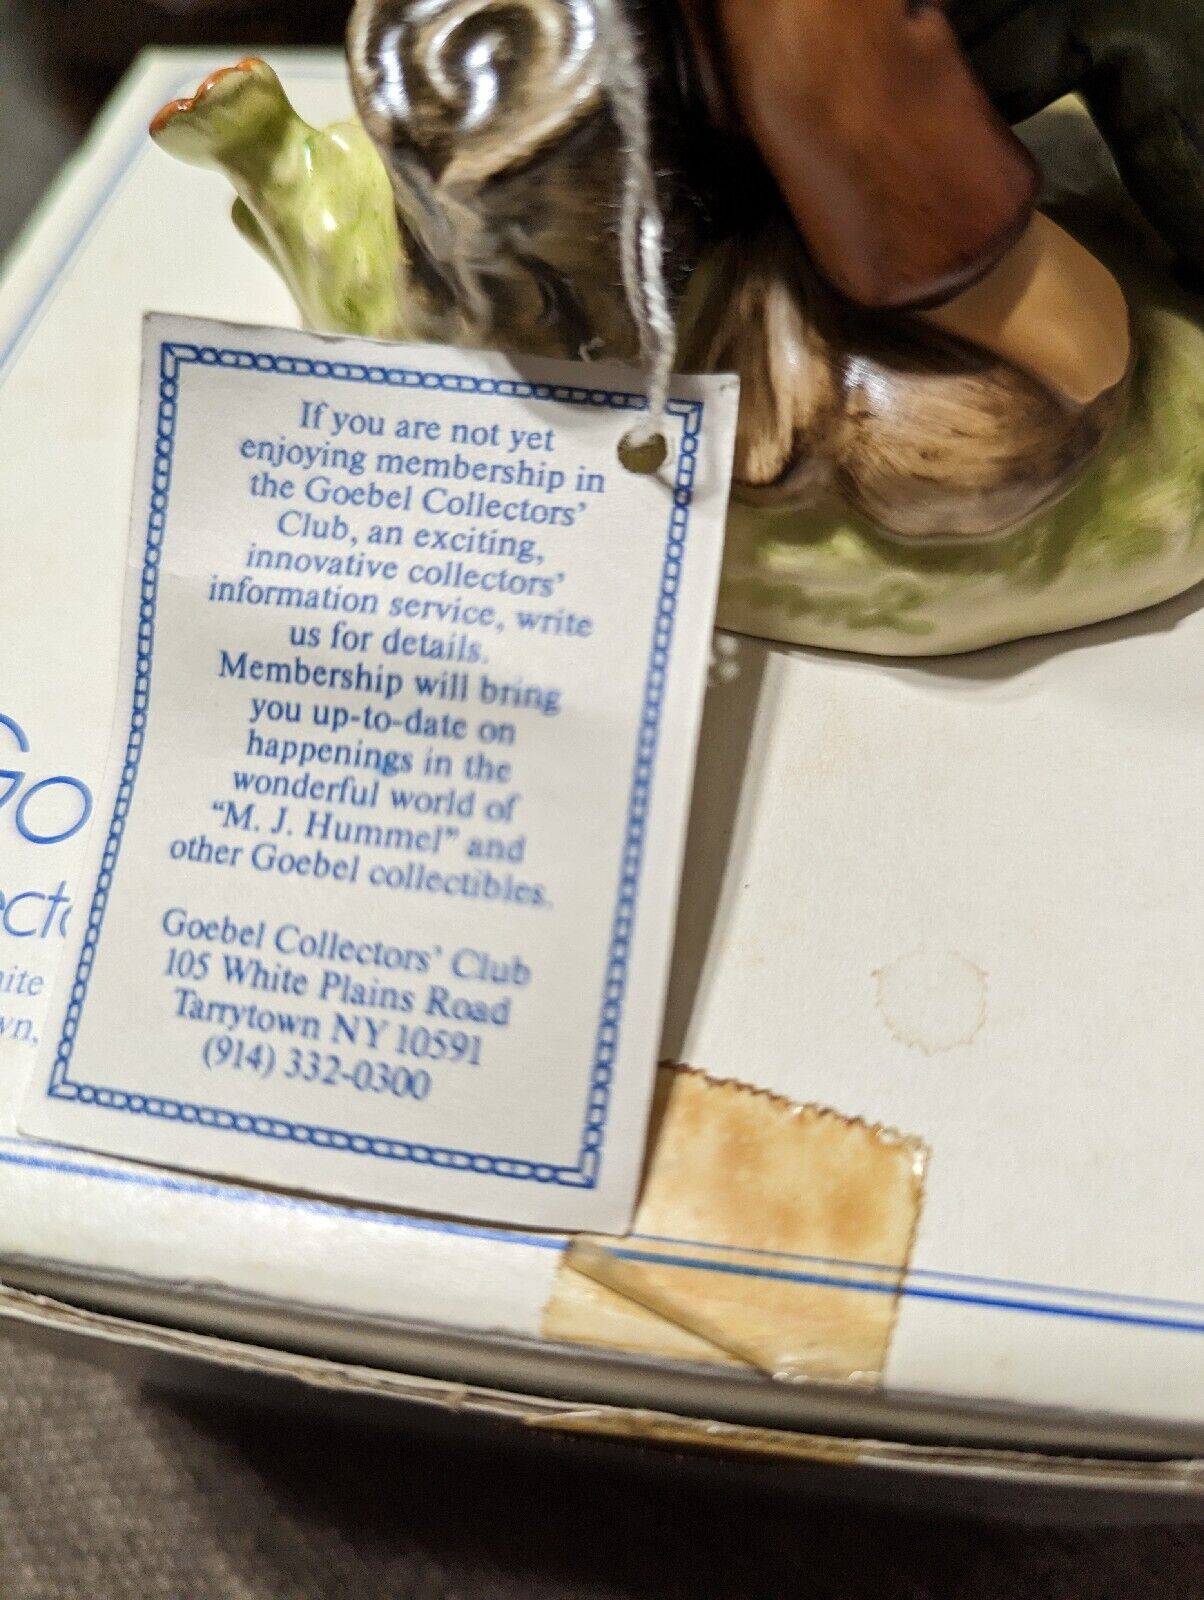 If you are not yet
enjoying membership in
the Goebel Collectors'
Club, an exciting,
innovative collectors'
information service, write
us for details.
Membership will bring
you up-to-date on
happenings in the
wonderful world of
"M. J. Hummel" and
other Goebel collectibles.
Goebel Collectors' Club
105 White Plains Road
Tarrytown NY 10591
(914) 332-0300
Go